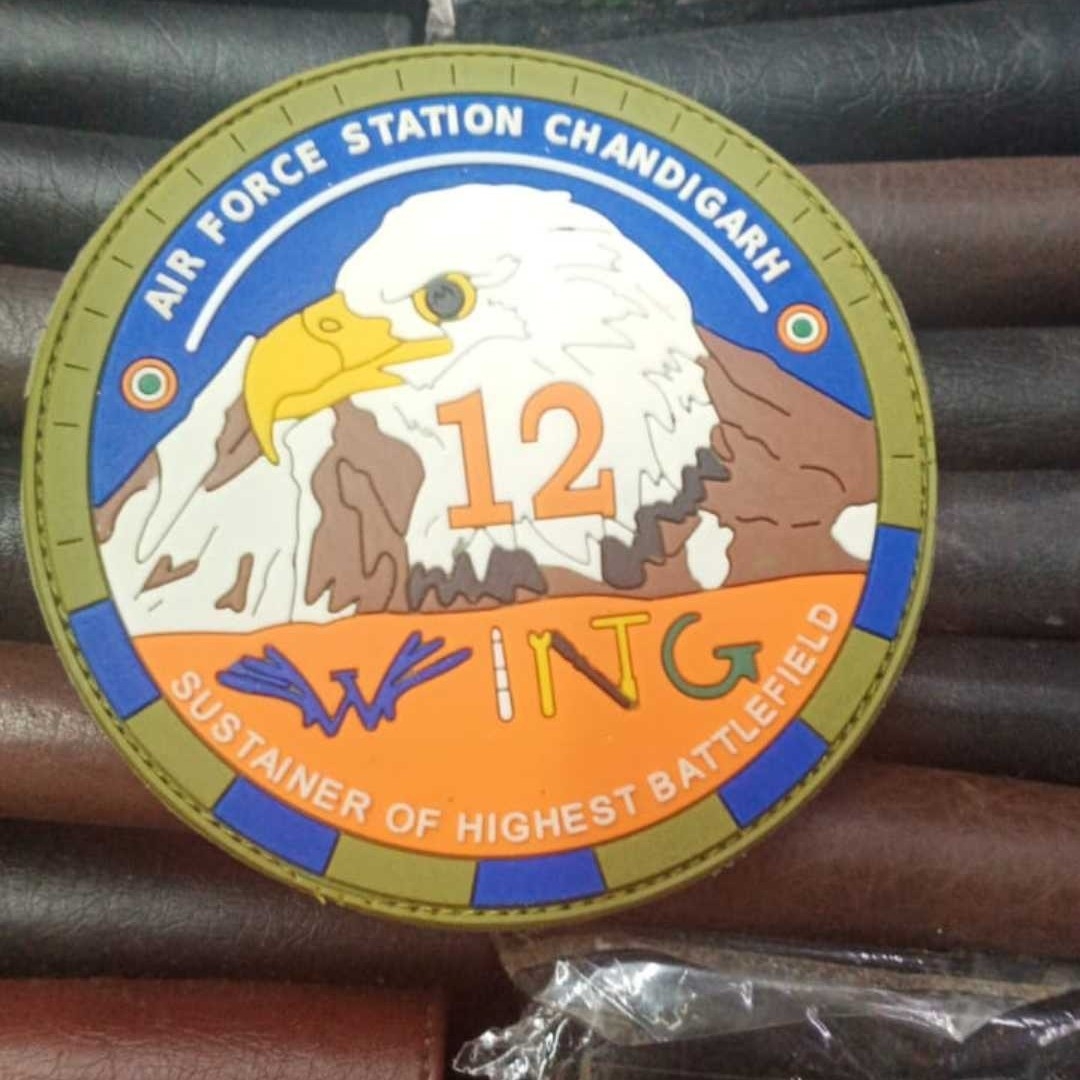 AIR FORCE STATION CHANDIGARH
12
WING
SUSTAINER OF HIGHEST BATTLEFIELD